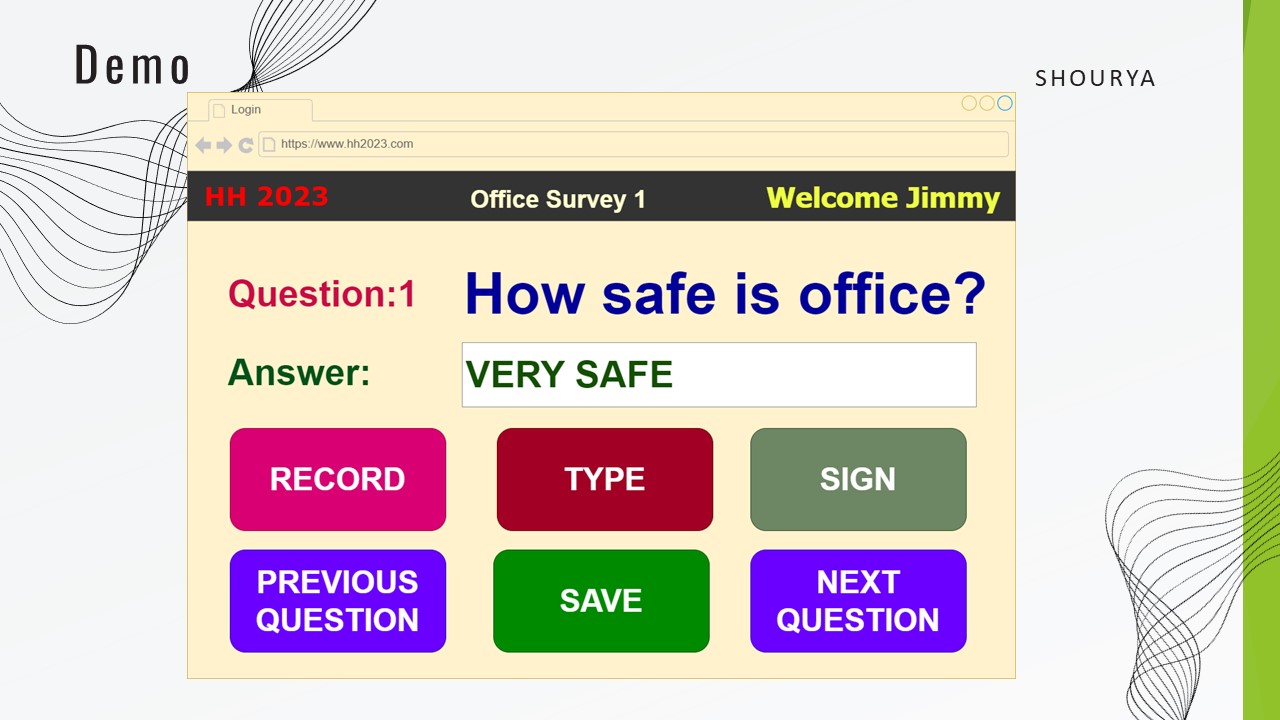 Demo
SHOURYA
Login
https://www.hh2023.com
HH 2023
Office Survey 1
Welcome Jimmy
Question:1
How safe is office?
Answer:
VERY SAFE
RECORD
TYPE
SIGN
PREVIOUS
QUESTION
SAVE
NEXT
QUESTION